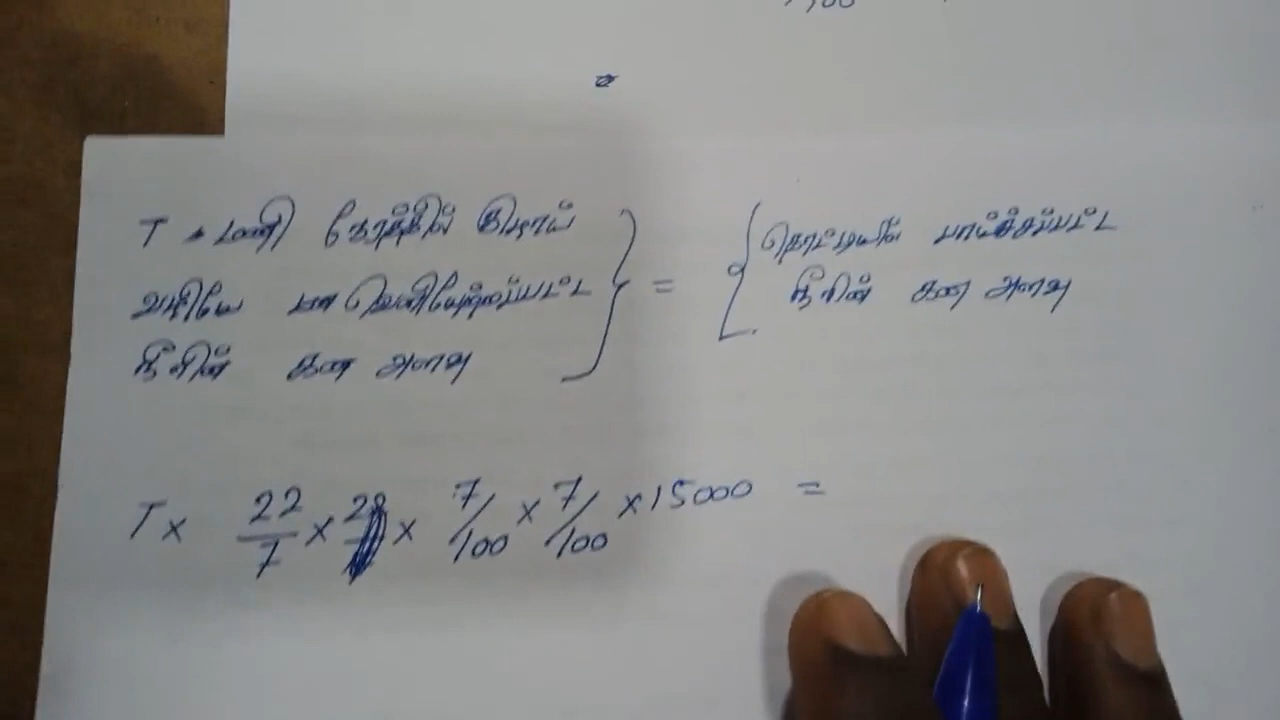 T மணி நேரத்தில் குழாய்
வழியே வெளியேற்றப்பட்ட
நீரின் கன அளவு
} = {
தொட்டியில் பாய்ச்சப்பட்ட
நீரின் கன அளவு
T × 22/7 × × 7/100 × 7/100 × 15000 =